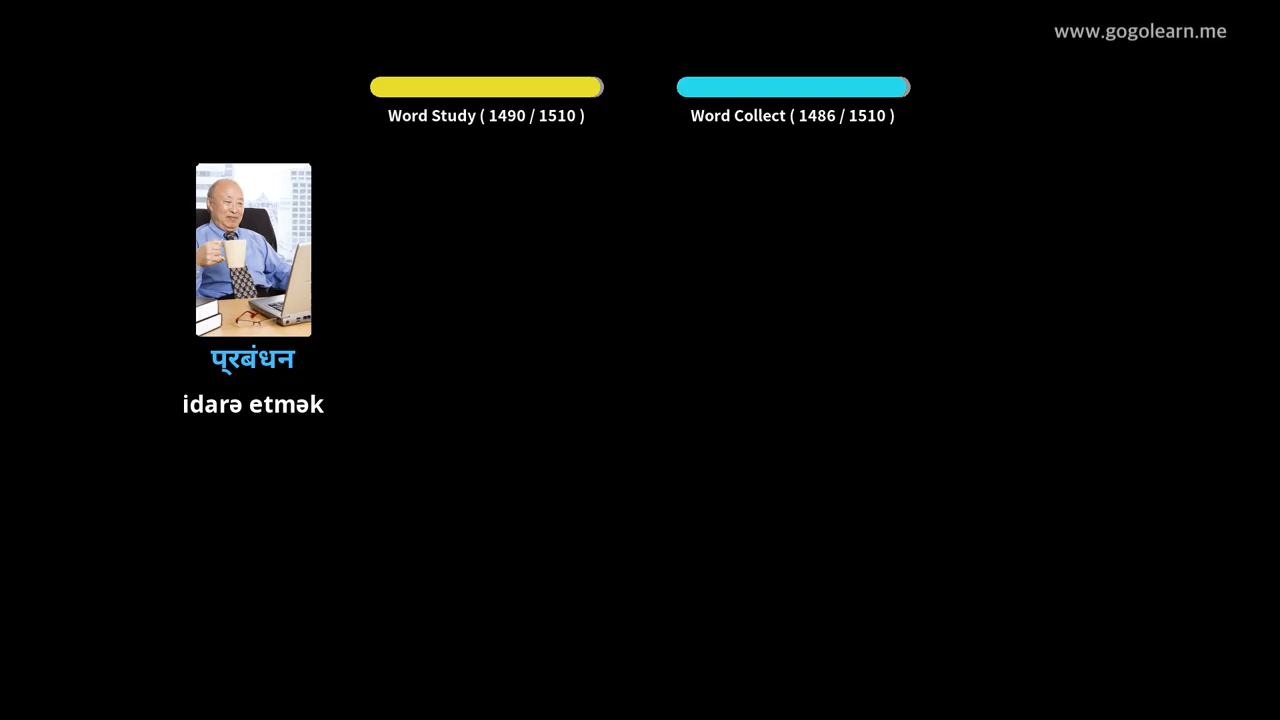 www.gogolearn.me
Word Study ( 1490 / 1510 )
Word Collect ( 1486 / 1510 )
प्रबंधन
idarə etmək